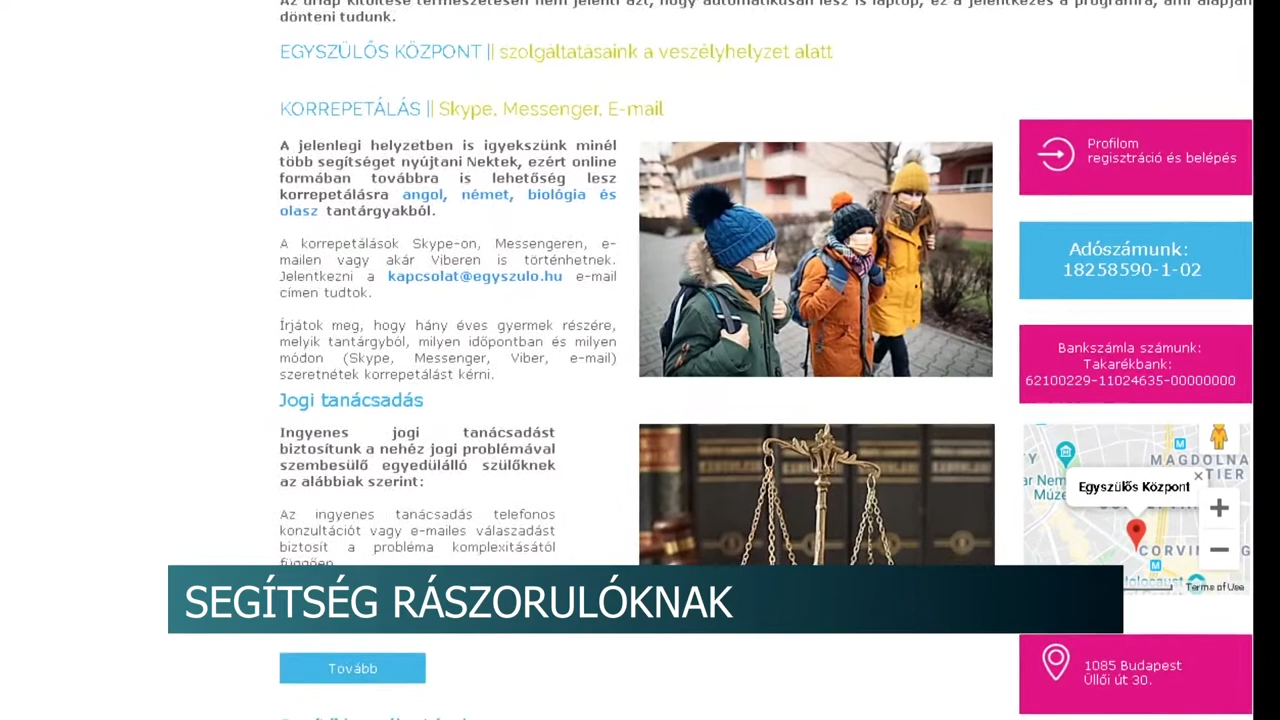 Az űrlap kitöltése természetesen nem jelenti azt, hogy automatikusan lesz is laptop, ez a jelentkezés a programra, ami alapján
dönteni tudunk.
EGYSZÜLŐS KÖZPONT || szolgáltatásaink a veszélyhelyzet alatt
KORREPETÁLÁS || Skype, Messenger, E-mail
A jelenlegi helyzetben is igyekszünk minél
több segítséget nyújtani Nektek, ezért online
formában továbbra is lehetőség lesz
korrepetálásra angol, német, biológia és
olasz tantárgyakból.
A korrepetálások Skype-on, Messengeren, e-
mailen vagy akár Viberen is történhetnek.
Jelentkezni a kapcsolat@egyszulo.hu e-mail
címen tudtok.
Írjátok meg, hogy hány éves gyermek részére,
melyik tantárgyból, milyen időpontban és milyen
módon (Skype, Messenger, Viber, e-mail)
szeretnétek korrepetálást kérni.
Jogi tanácsadás
Ingyenes jogi tanácsadást
biztosítunk a nehéz jogi problémával
szembesülő egyedülálló szülőknek
az alábbiak szerint:
Az ingyenes tanácsadás telefonos
konzultációt vagy e-mailes válaszadást
biztosít a probléma komplexitásától
függően.
SEGÍTSÉG RÁSZORULÓKNAK
Tovább
Profilom
regisztráció és belépés
Adószámunk:
18258590-1-02
Bankszámla számunk:
Takarékbank:
62100229-11024635-00000000
MAGDOLNA
Egyszülős Központ
Terms of Use
1085 Budapest
Üllői út 30.